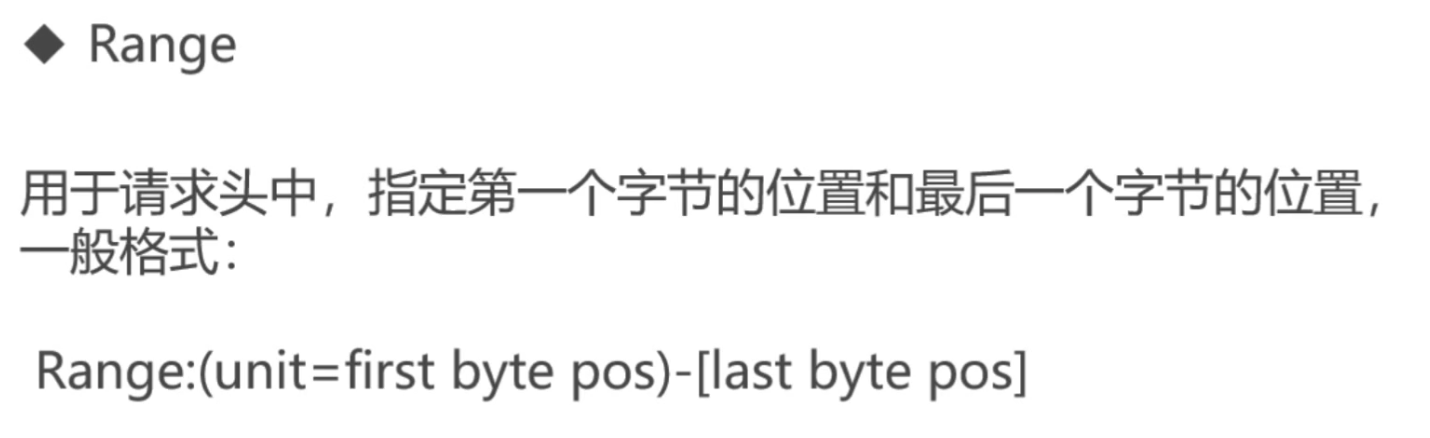 ◆ Range
用于请求头中，指定第一个字节的位置和最后一个字节的位置，
一般格式：
Range:(unit=first byte pos)-[last byte pos]